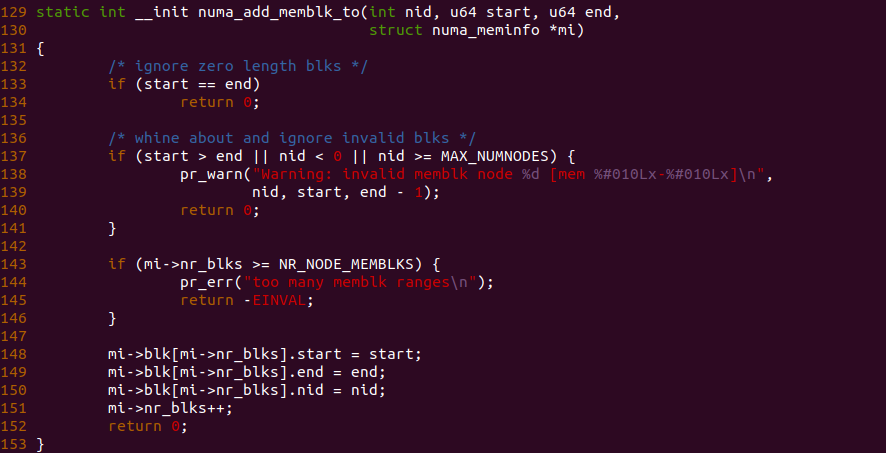 129 static int __init numa_add_memblk_to(int nid, u64 start, u64 end,
130                                      struct numa_meminfo *mi)
131 {
132         /* ignore zero length blks */
133         if (start == end)
134                 return 0;
135
136         /* whine about and ignore invalid blks */
137         if (start > end || nid < 0 || nid >= MAX_NUMNODES) {
138                 pr_warn("Warning: invalid memblk node %d [mem %#010Lx-%#010Lx]\n",
139                         nid, start, end - 1);
140                 return 0;
141         }
142
143         if (mi->nr_blks >= NR_NODE_MEMBLKS) {
144                 pr_err("too many memblk ranges\n");
145                 return -EINVAL;
146         }
147
148         mi->blk[mi->nr_blks].start = start;
149         mi->blk[mi->nr_blks].end = end;
150         mi->blk[mi->nr_blks].nid = nid;
151         mi->nr_blks++;
152         return 0;
153 }